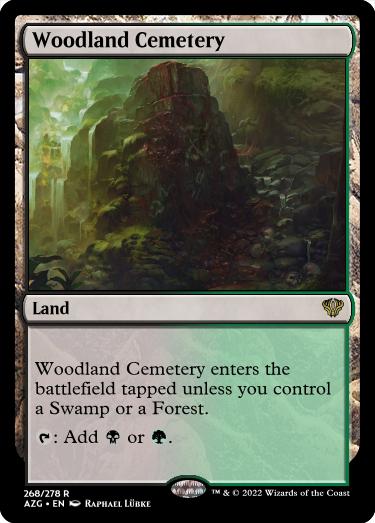 Woodland Cemetery
Land
Woodland Cemetery enters the
battlefield tapped unless you control
a Swamp or a Forest.
: Add or .
268/278 R
AZG • EN Raphael Lübke
™ & © 2022 Wizards of the Coast